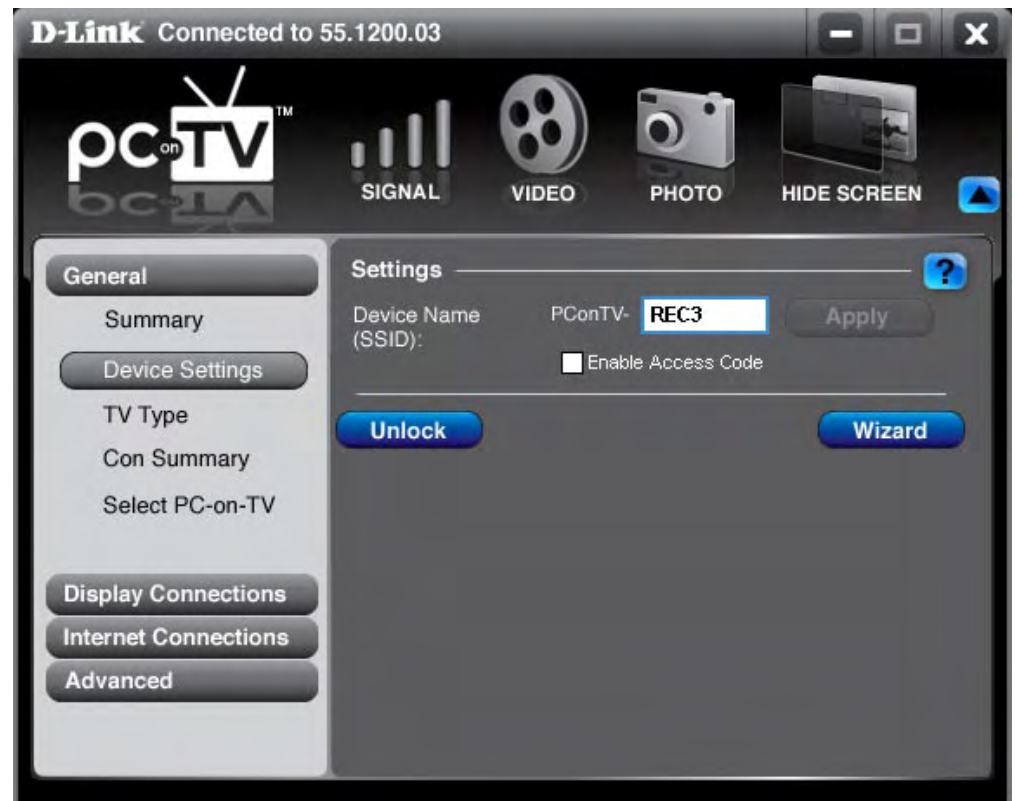 D-Link Connected to 55.1200.03
PC on TV TM
SIGNAL
VIDEO
PHOTO
HIDE SCREEN
General
Summary
Device Settings
TV Type
Con Summary
Select PC-on-TV
Display Connections
Internet Connections
Advanced
Settings
?
Device Name
(SSID):
PConTV- REC3
Apply
Enable Access Code
Unlock
Wizard